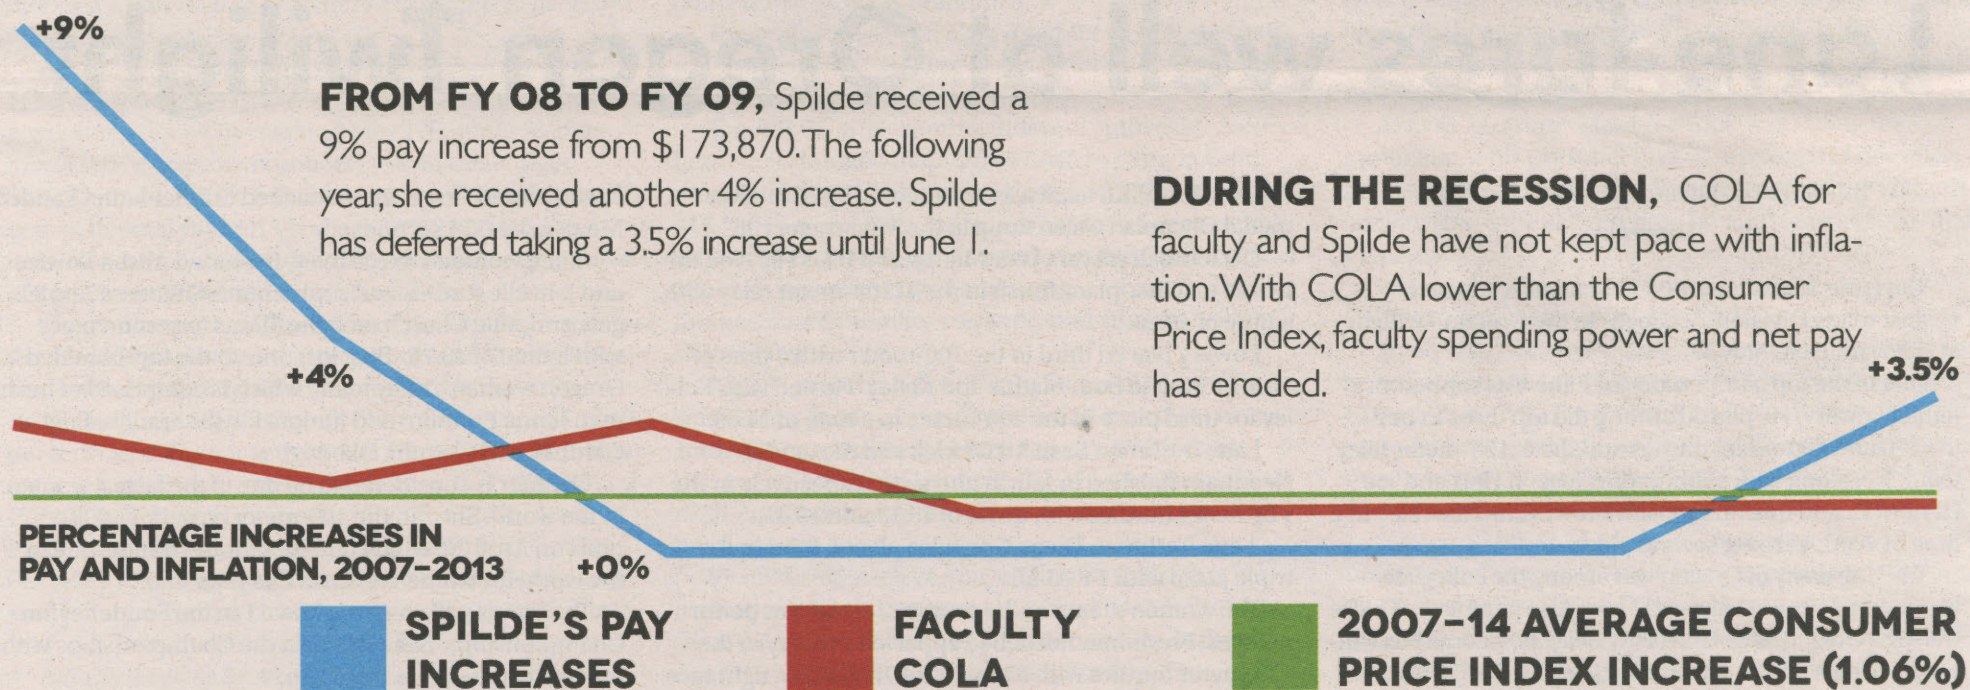 +9%
FROM FY 08 TO FY 09, Spilde received a
9% pay increase from $173,870. The following
year, she received another 4% increase. Spilde
has deferred taking a 3.5% increase until June 1.
DURING THE RECESSION, COLA for
faculty and Spilde have not kept pace with infla-
tion. With COLA lower than the Consumer
Price Index, faculty spending power and net pay
has eroded.
+3.5%
+4%
PERCENTAGE INCREASES IN
PAY AND INFLATION, 2007–2013
+0%
SPILDE'S PAY
INCREASES
FACULTY
COLA
2007–14 AVERAGE CONSUMER
PRICE INDEX INCREASE (1.06%)